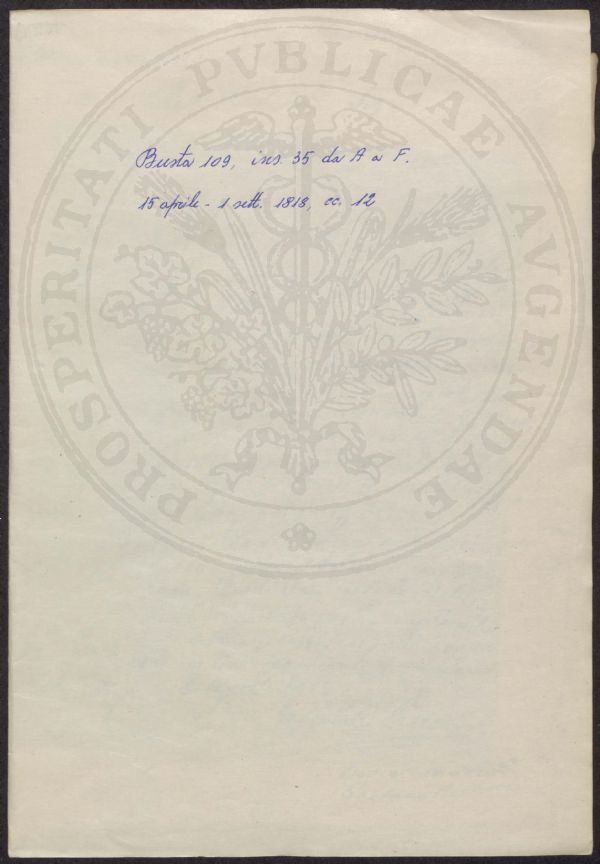 Busta 109, ins. 35 da A a F.
15 aprile - 1 sett. 1818, cc. 12
PROSPERITATI PVBLICAE AVGENDAE